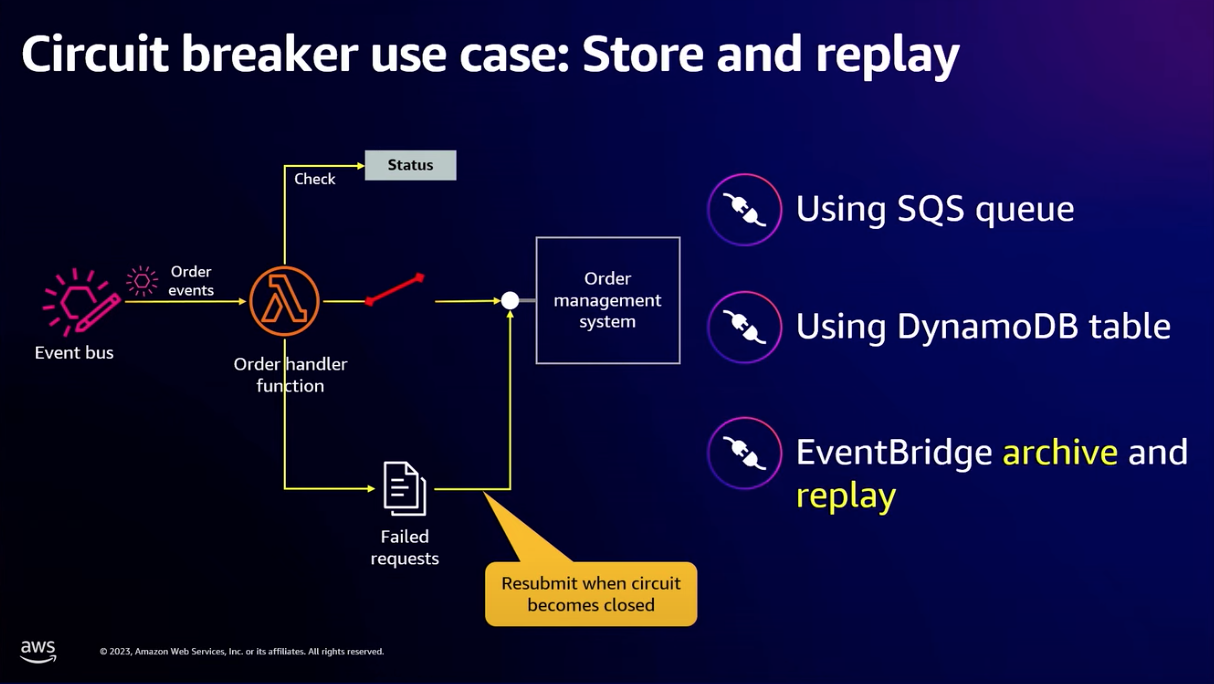 Circuit breaker use case: Store and replay
Status
Check
Order
events
Event bus
Order handler
function
Order
management
system
Failed
requests
Resubmit when circuit
becomes closed
Using SQS queue
Using DynamoDB table
EventBridge archive and
replay
aws
© 2023, Amazon Web Services, Inc. or its affiliates. All rights reserved.